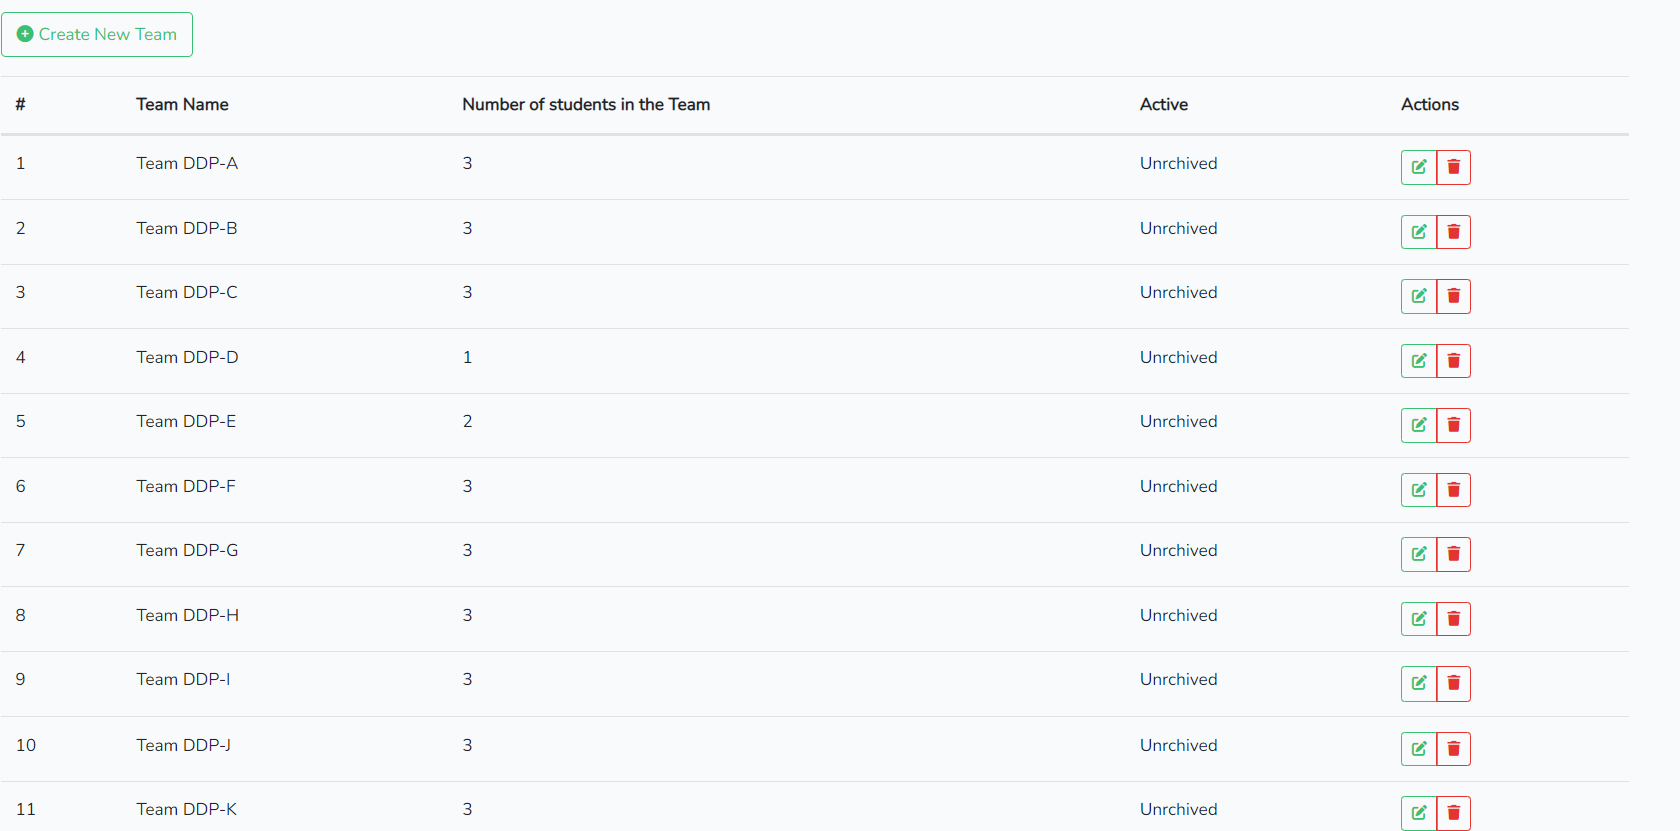 Create New Team
# Team Name Number of students in the Team Active Actions
1 Team DDP-A 3 Unrchived
2 Team DDP-B 3 Unrchived
3 Team DDP-C 3 Unrchived
4 Team DDP-D 1 Unrchived
5 Team DDP-E 2 Unrchived
6 Team DDP-F 3 Unrchived
7 Team DDP-G 3 Unrchived
8 Team DDP-H 3 Unrchived
9 Team DDP-I 3 Unrchived
10 Team DDP-J 3 Unrchived
11 Team DDP-K 3 Unrchived